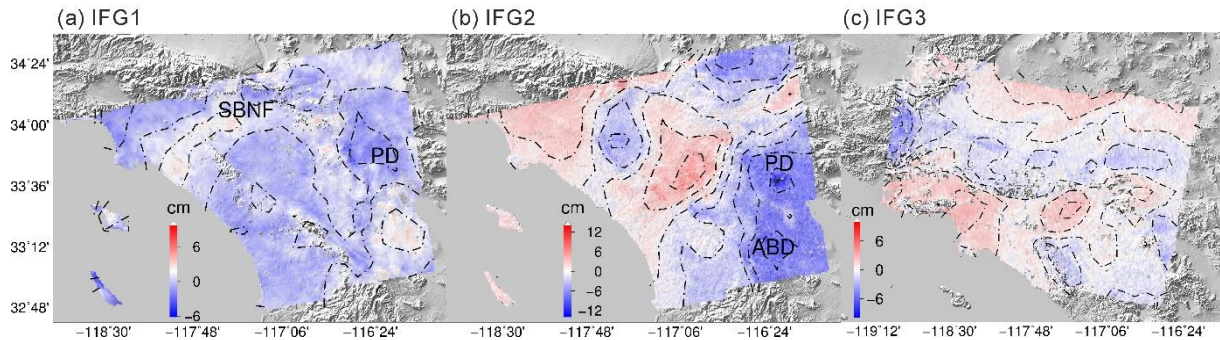 (a) IFG1
(b) IFG2
(c) IFG3
34°24'
34°00'
33°36'
33°12'
32°48'
SBNF
PD
cm
6
0
−6
PD
ABD
cm
12
6
0
−6
−12
cm
6
0
−6
−118°30' −117°48' −117°06' −116°24'
−118°30' −117°48' −117°06' −116°24'
−119°12' −118°30' −117°48' −117°06' −116°24'